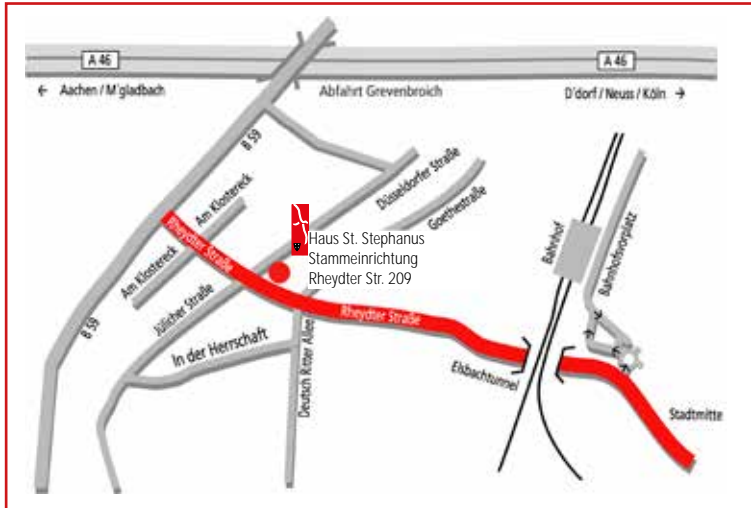 A 46
A 46
← Aachen / M´gladbach
Abfahrt Grevenbroich
D´dorf / Neuss / Köln →
B 59
Am Klostereck
Düsseldorfer Straße
Goethestraße
Rheydter Straße
Haus St. Stephanus
Stammeinrichtung
Rheydter Str. 209
Bahnhof
Bahnhofsvorplatz
Am Klostereck
Jülicher Straße
B 59
In der Herrschaft
Deutsch Ritter Allee
Rheydter Straße
Elsbachtunnel
Stadtmitte